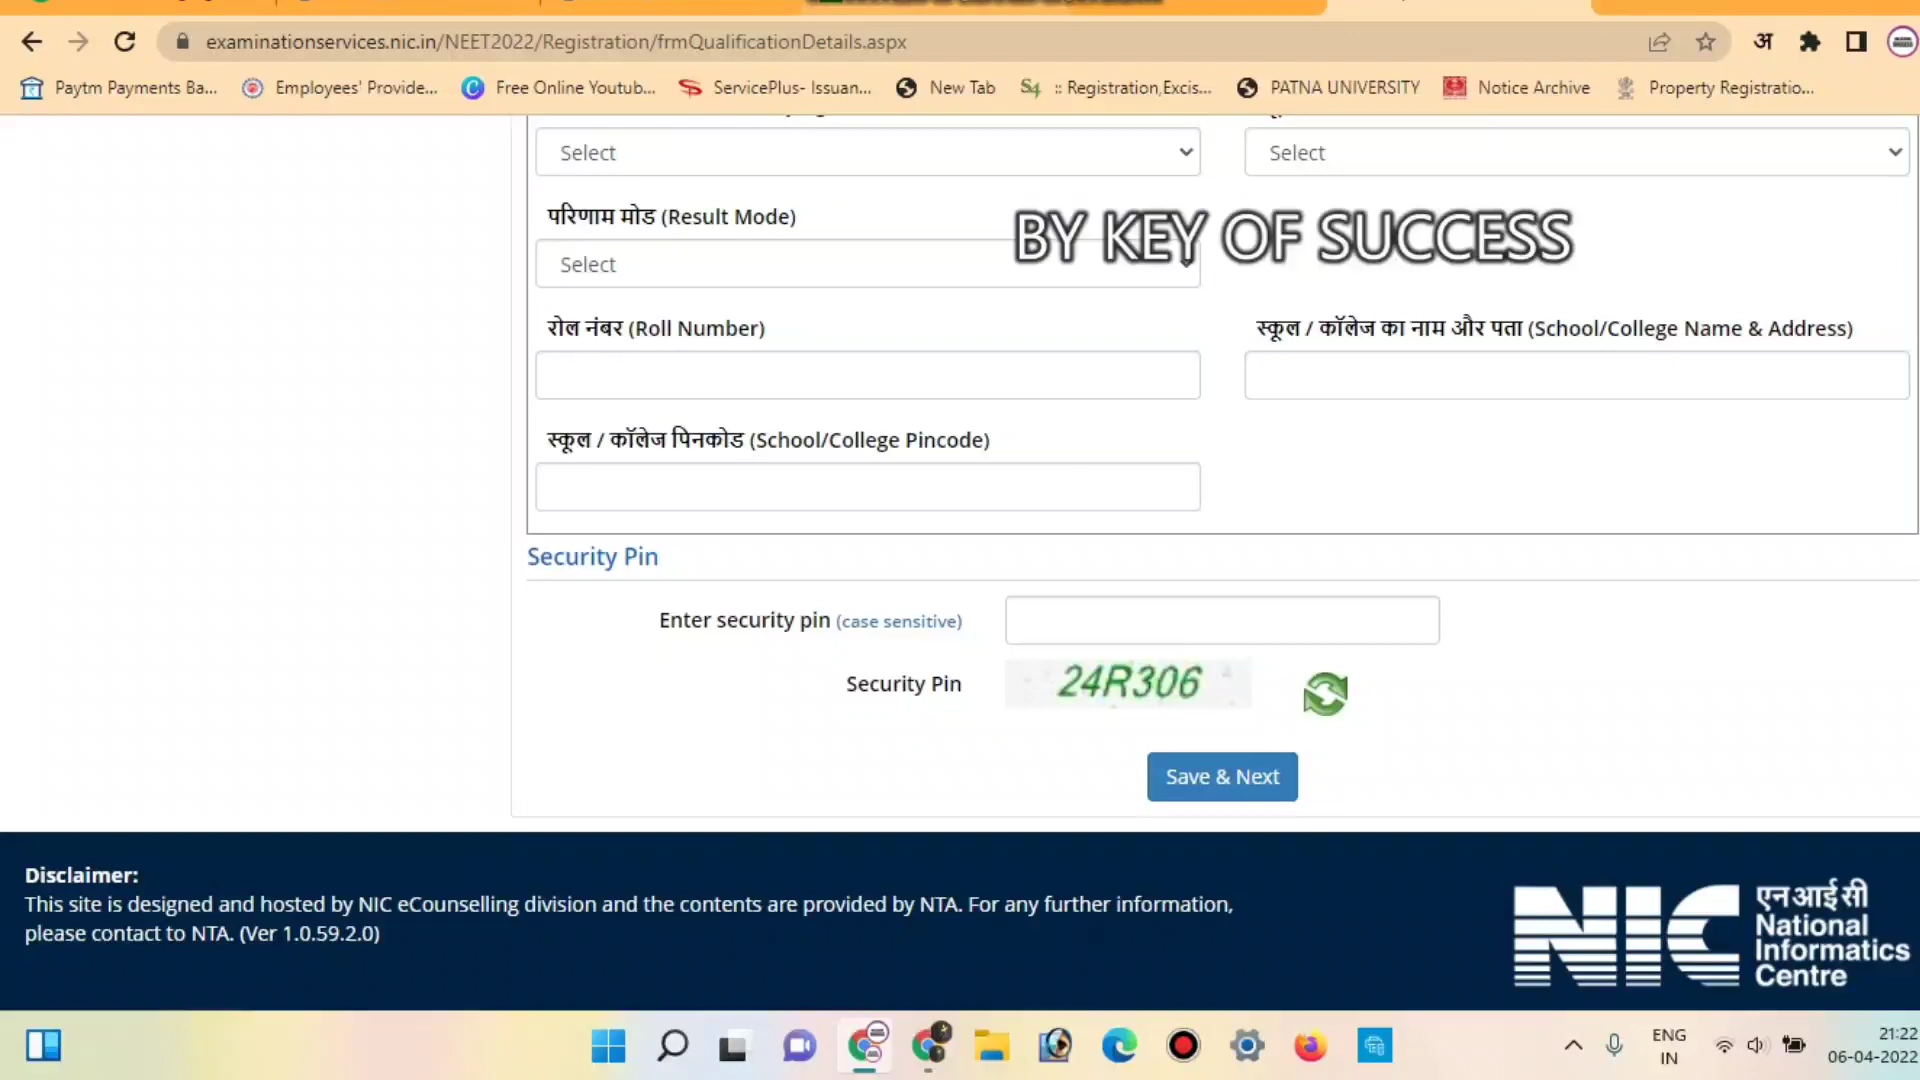 examinationservices.nic.in/NEET2022/Registration/frmQualificationDetails.aspx
अ
Paytm Payments Ba... Employees' Provide... Free Online Youtub... ServicePlus- Issuan... New Tab :: Registration,Excis... PATNA UNIVERSITY Notice Archive Property Registratio...
Select Select
परिणाम मोड (Result Mode)
BY KEY OF SUCCESS
Select
रोल नंबर (Roll Number) स्कूल / कॉलेज का नाम और पता (School/College Name & Address)
स्कूल / कॉलेज पिनकोड (School/College Pincode)
Security Pin
Enter security pin (case sensitive)
Security Pin 24R306
Save & Next
Disclaimer:
This site is designed and hosted by NIC eCounselling division and the contents are provided by NTA. For any further information,
please contact to NTA. (Ver 1.0.59.2.0)
NIC
एन आई सी
National
Informatics
Centre
ENG
IN
21:22
06-04-2022